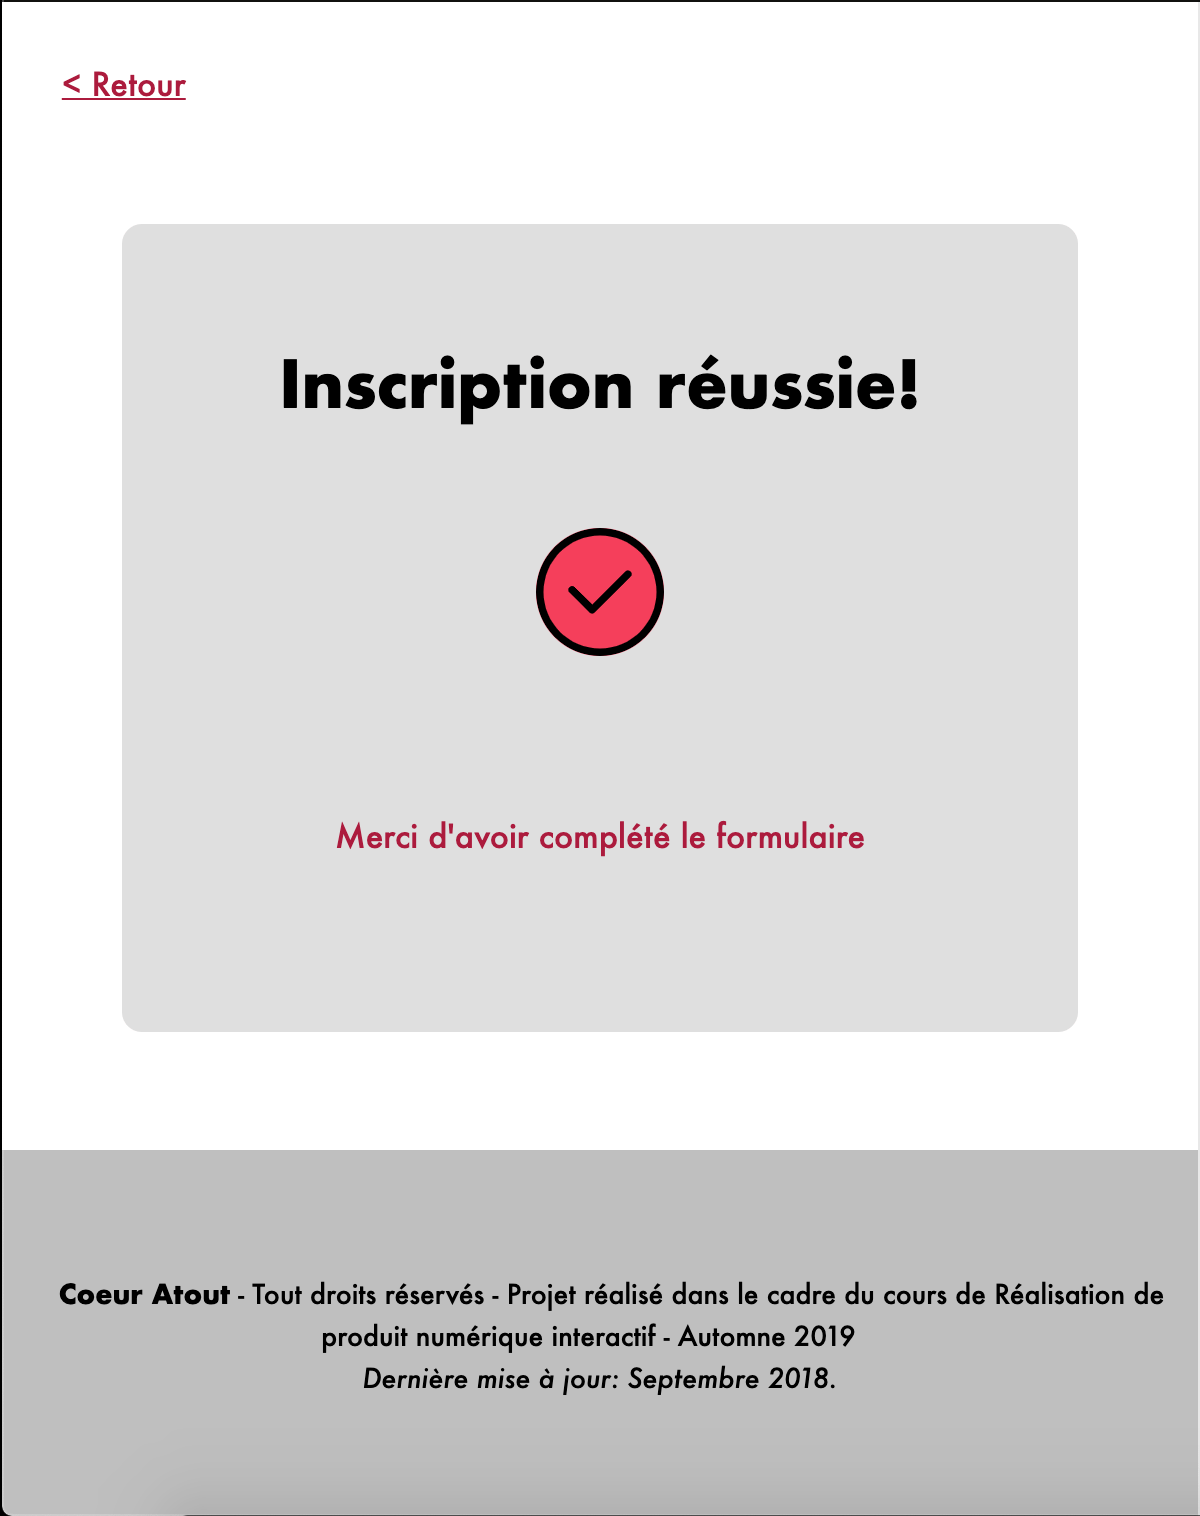 < Retour
Inscription réussie!
Merci d'avoir complété le formulaire
Coeur Atout - Tout droits réservés - Projet réalisé dans le cadre du cours de Réalisation de
produit numérique interactif - Automne 2019
Dernière mise à jour: Septembre 2018.